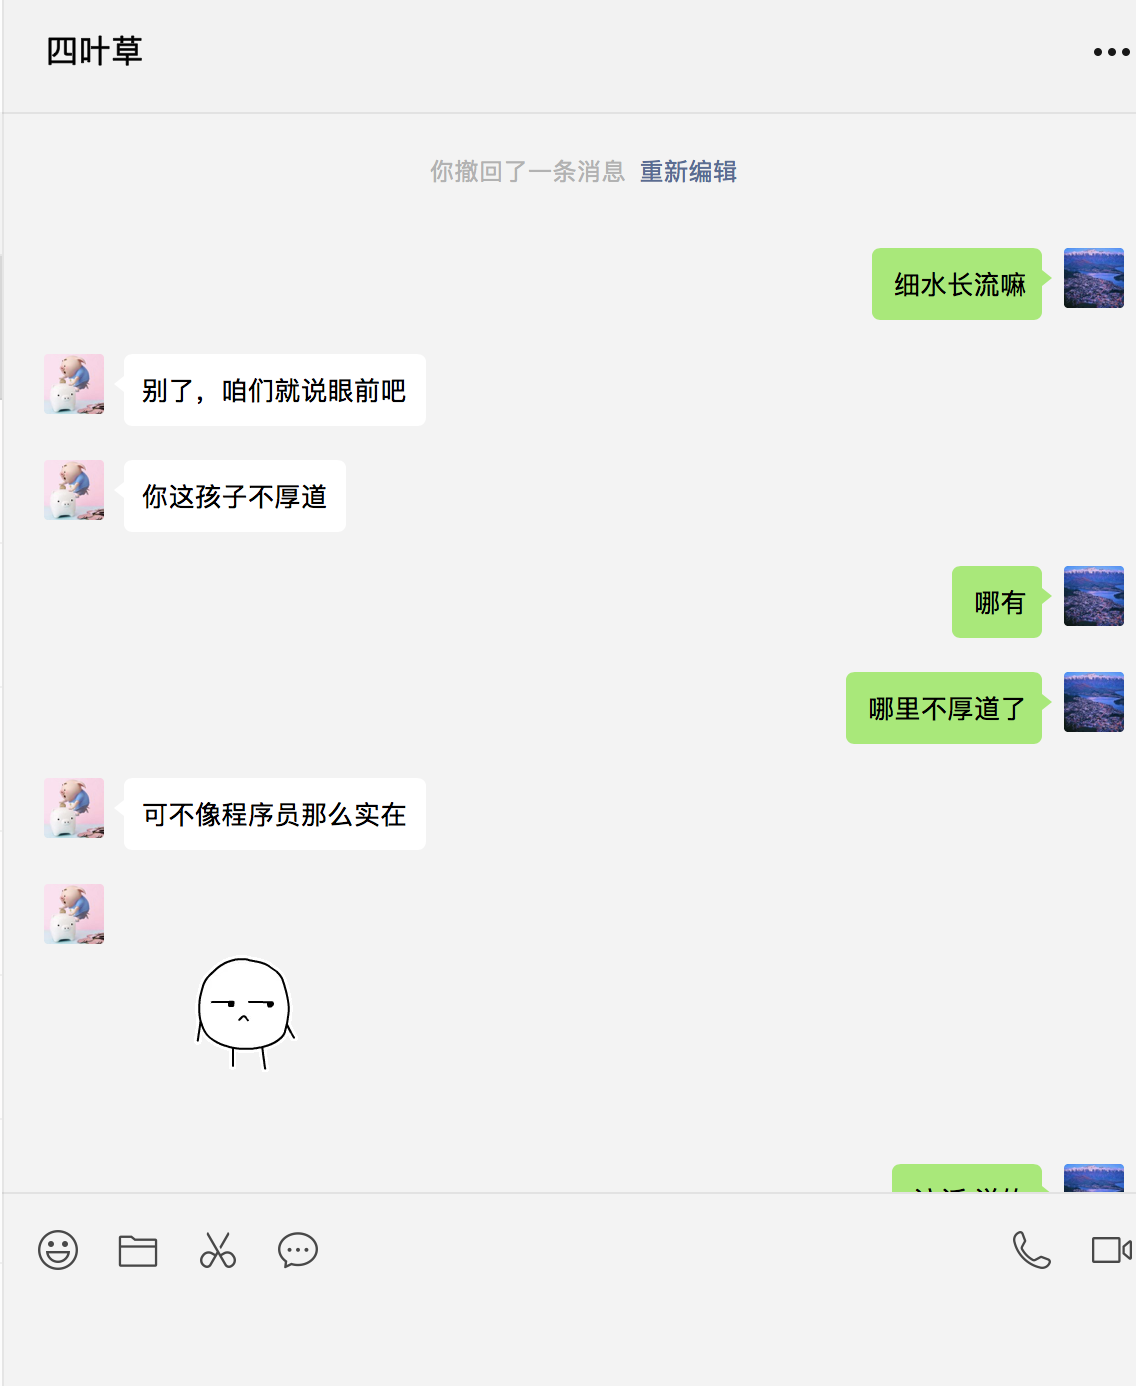 四叶草
你撤回了一条消息 重新编辑
细水长流嘛
别了，咱们就说眼前吧
你这孩子不厚道
哪有
哪里不厚道了
可不像程序员那么实在